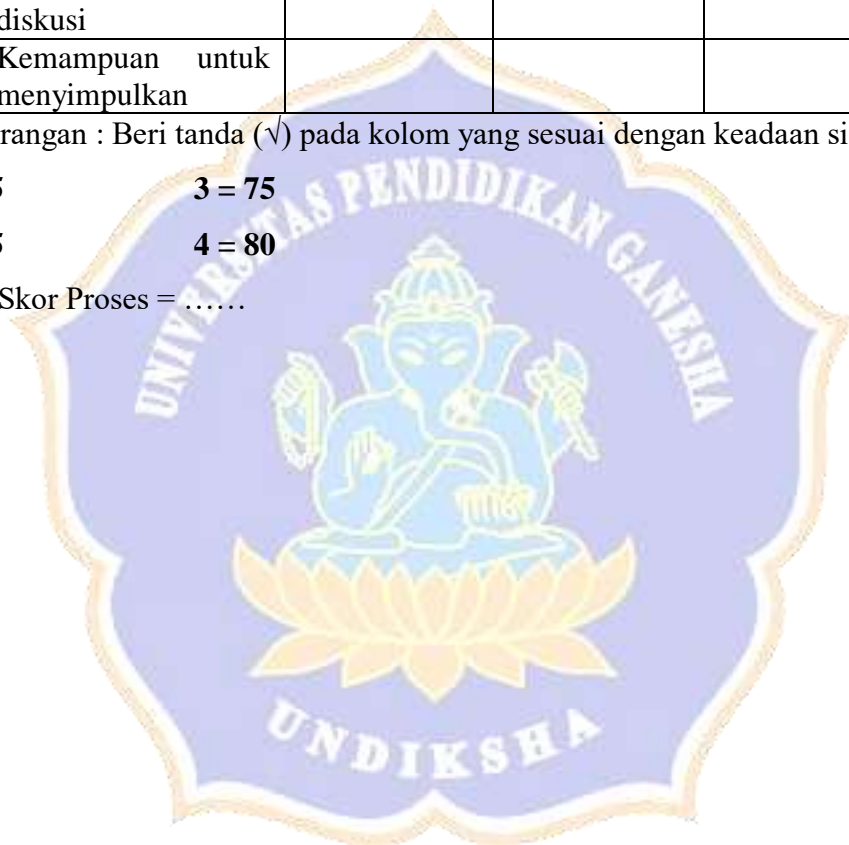 diskusi
Kemampuan untuk
menyimpulkan
rangan : Beri tanda (√) pada kolom yang sesuai dengan keadaan si
3 = 75
4 = 80
Skor Proses = ……
UNIVERSITAS PENDIDIKAN GANESHA
UNDIKSHA